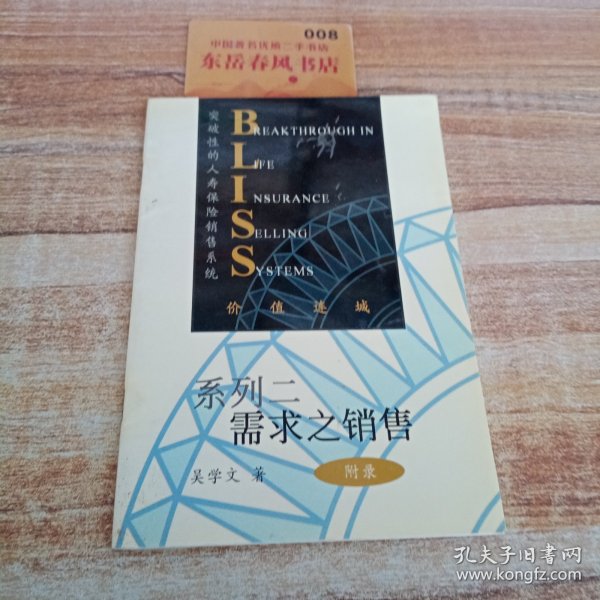 008
中国善书优质二手书店
东岳春风书店
突破性的人寿保险销售系统
BREAKTHROUGH IN
LIFE
INSURANCE
SELLING
SYSTEMS
价值连城
系列二
需求之销售
吴学文 著
附录
孔夫子旧书网
www.kongfz.com